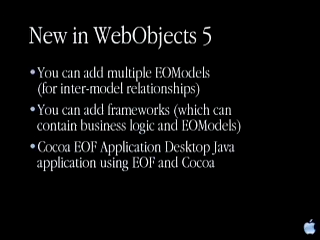 New in WebObjects 5
•You can add multiple EOModels
(for inter-model relationships)
•You can add frameworks (which can
contain business logic and EOModels)
•Cocoa EOF Application Desktop Java
application using EOF and Cocoa